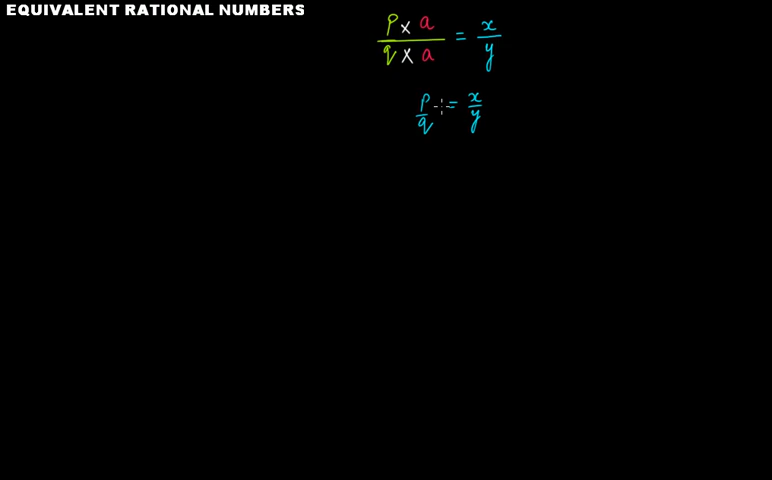 EQUIVALENT RATIONAL NUMBERS
p × a / q × a = x / y
p / q = x / y